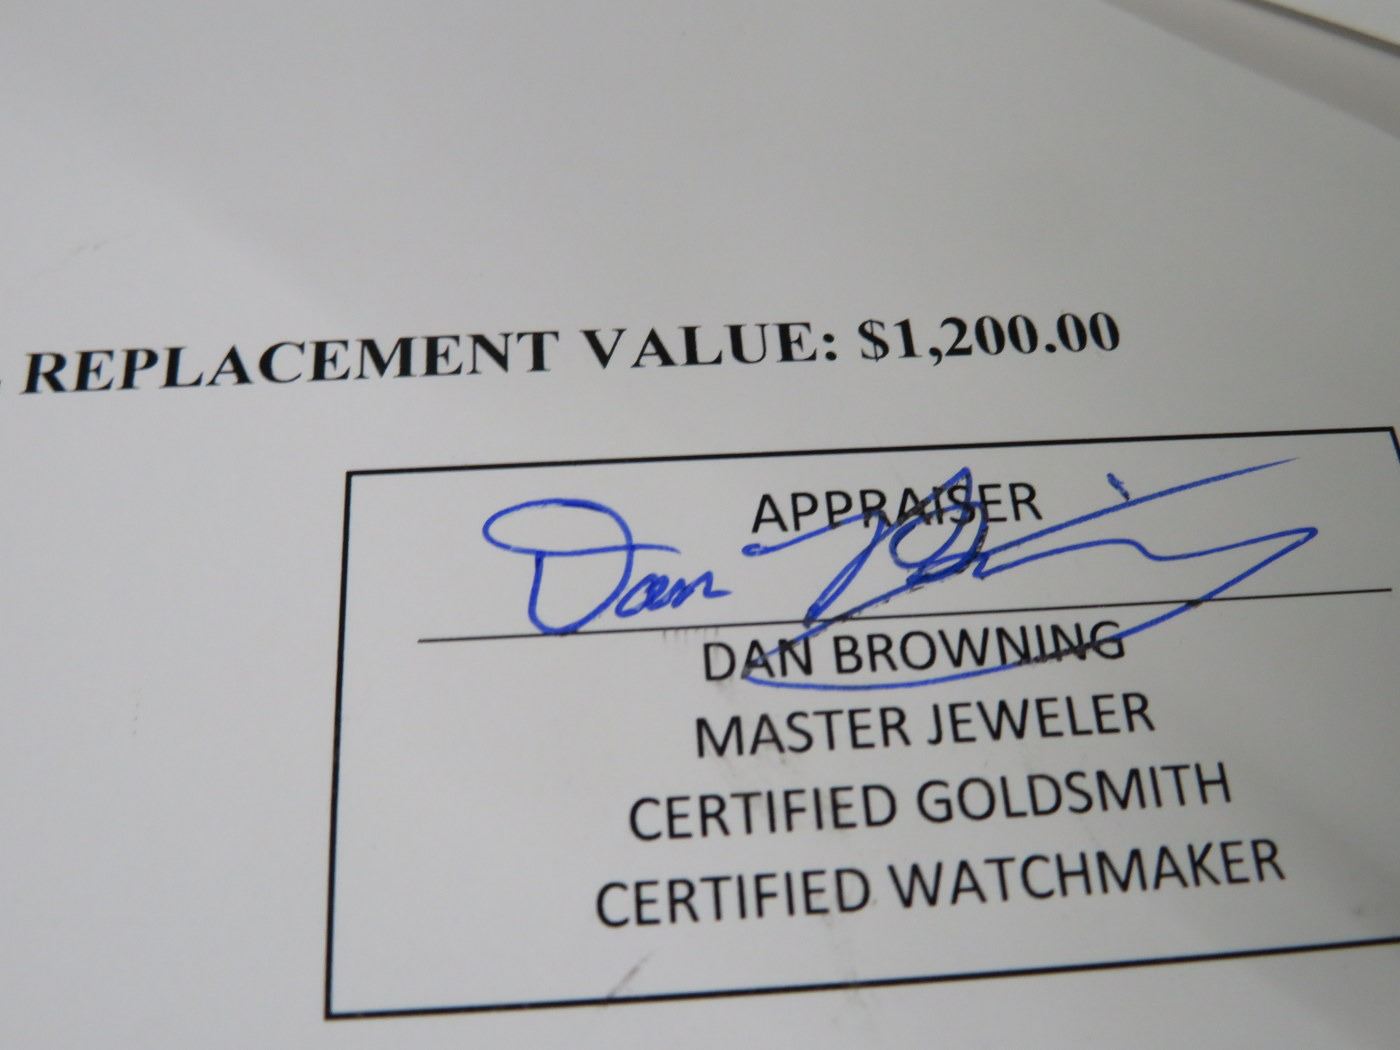 REPLACEMENT VALUE: $1,200.00
APPRAISER
Dan
DAN BROWNING
MASTER JEWELER
CERTIFIED GOLDSMITH
CERTIFIED WATCHMAKER